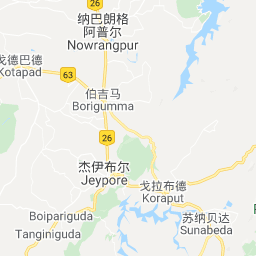 26
纳巴朗格
阿普尔
Nowrangpur
戈德巴德
Kotapad
63
伯吉马
Borigumma
26
杰伊布尔
Jeypore
戈拉布德
Koraput
Boipariguda
苏纳贝达
Sunabeda
Tanginiguda